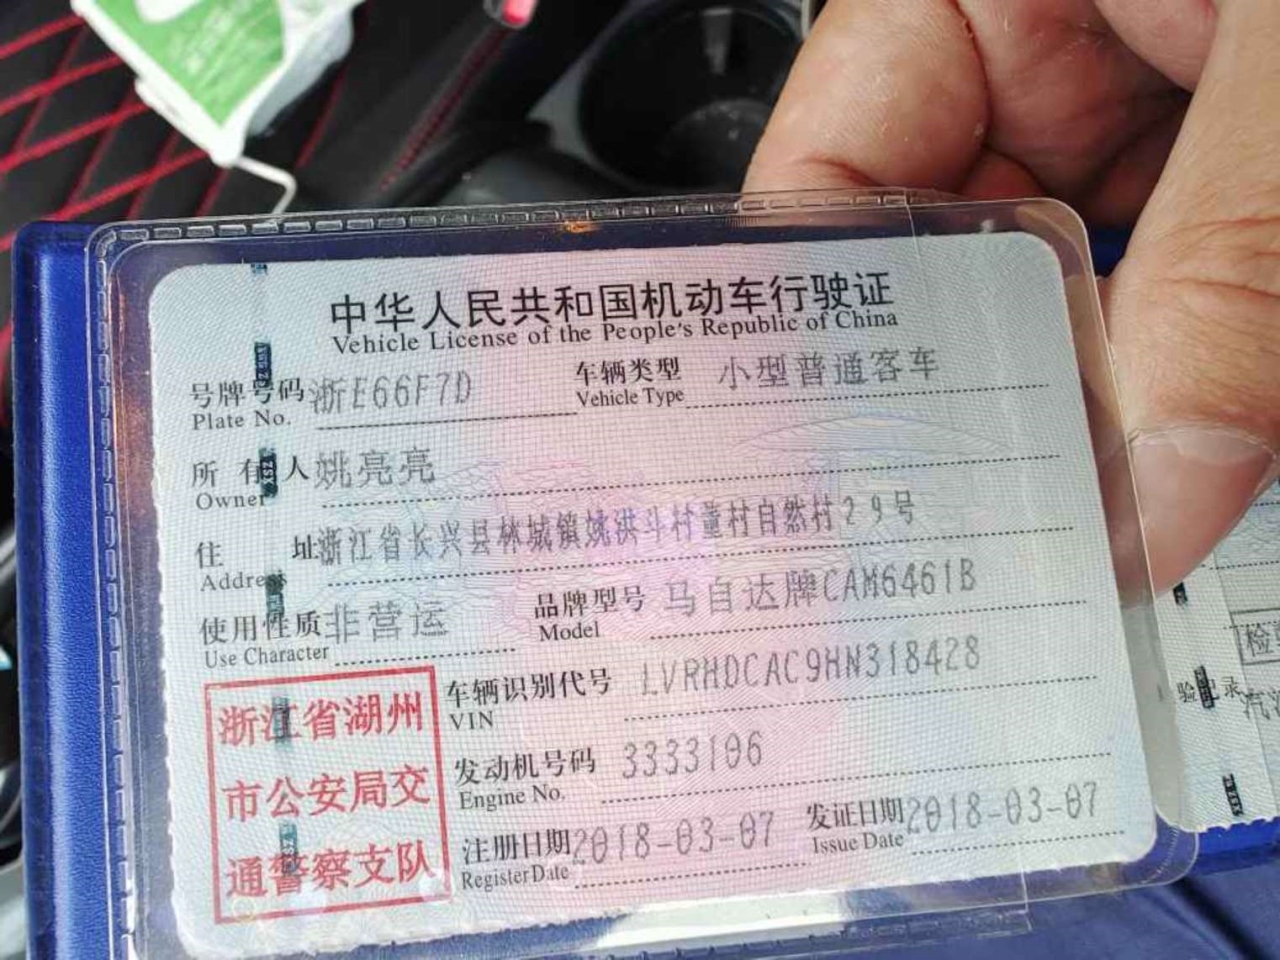 中华人民共和国机动车行驶证
Vehicle License of the People's Republic of China
号牌号码 浙E66F7D 车辆类型 小型普通客车
Plate No. Vehicle Type
所有人 姚亮亮
Owner
住址 浙江省长兴县林城镇姚洪斗村董村自然村29号
Address
使用性质 非营运 品牌型号 马自达牌CAM6461B
Use Character Model
车辆识别代号 LVRHDCAC9HN318428
VIN
发动机号码 3333106
Engine No.
注册日期 2018-03-07 发证日期 2018-03-07
Register Date Issue Date
浙江省湖州
市公安局交
通警察支队
检
录